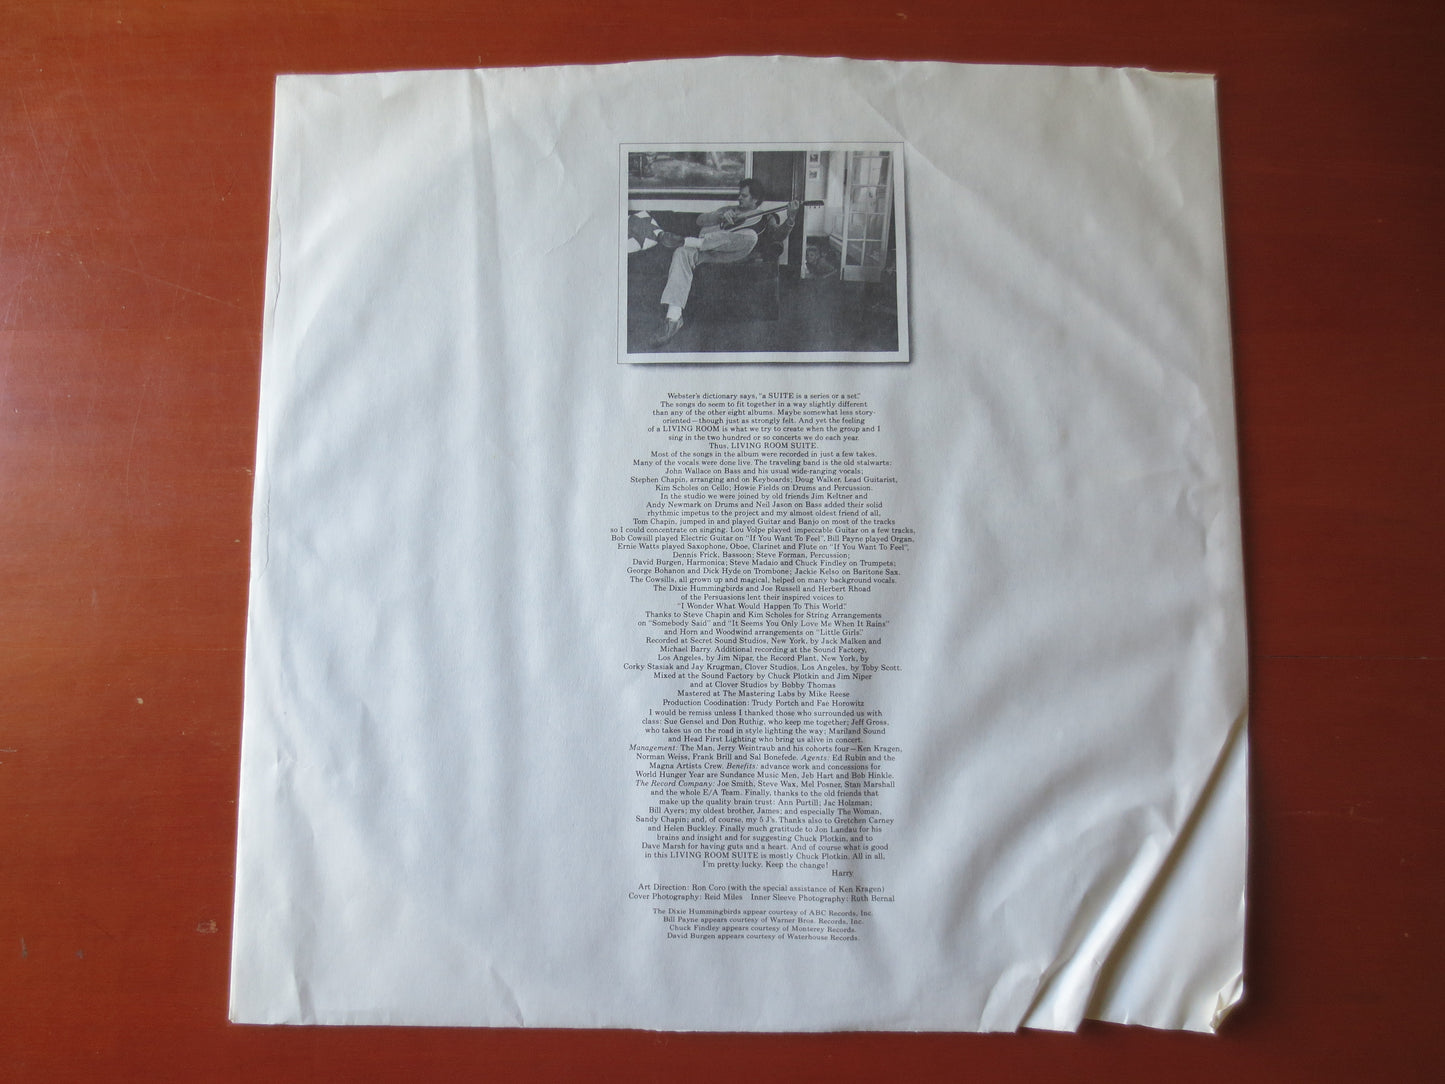 Webster's dictionary says, "a SUITE is a series or a set."
The songs do seem to fit together in a way slightly different
than any of the other eight albums. Maybe somewhat less story-
oriented—though just as strongly felt. And yet the feeling
of a LIVING ROOM is what we try to create when the group and I
sing in the two hundred or so concerts we do each year.
Thus, LIVING ROOM SUITE.
Most of the songs in the album were recorded in just a few takes.
Many of the vocals were done live. The traveling band is the old stalwarts:
John Wallace on Bass and his usual wide-ranging vocals;
Stephen Chapin, arranging and on Keyboards; Doug Walker, Lead Guitarist,
Kim Scholes on Cello; Howie Fields on Drums and Percussion.
In the studio we were joined by old friends Jim Keltner and
Andy Newmark on Drums and Neil Jason on Bass added their solid
rhythmic impetus to the project and my almost oldest friend of all,
Tom Chapin, jumped in and played Guitar and Banjo on most of the tracks
so I could concentrate on singing. Lou Volpe played impeccable Guitar on a few tracks,
Bob Cowsill played Electric Guitar on "If You Want To Feel", Bill Payne played Organ,
Ernie Watts played Saxophone, Oboe, Clarinet and Flute on "If You Want To Feel",
Dennis Frick, Bassoon; Steve Forman, Percussion;
David Burgen, Harmonica; Steve Madaio and Chuck Findley on Trumpets;
George Bohanon and Dick Hyde on Trombone; Jackie Kelso on Baritone Sax.
The Cowsills, all grown up and magical, helped on many background vocals.
The Dixie Hummingbirds and Joe Russell and Herbert Rhoad
of the Persuasions lent their inspired voices to
"I Wonder What Would Happen To This World."
Thanks to Steve Chapin and Kim Scholes for String Arrangements
on "Somebody Said" and "It Seems You Only Love Me When It Rains"
and Horn and Woodwind arrangements on "Little Girls."
Recorded at Secret Sound Studios, New York, by Jack Malken and
Michael Barry. Additional recording at the Sound Factory,
Los Angeles, by Jim Nipar, the Record Plant, New York, by
Corky Stasiak and Jay Krugman, Clover Studios, Los Angeles, by Toby Scott.
Mixed at the Sound Factory by Chuck Plotkin and Jim Niper
and at Clover Studios by Bobby Thomas
Mastered at The Mastering Labs by Mike Reese
Production Coodination: Trudy Portch and Fae Horowitz
I would be remiss unless I thanked those who surrounded us with
class: Sue Gensel and Don Ruthig, who keep me together; Jeff Gross,
who takes us on the road in style lighting the way; Mariland Sound
and Head First Lighting who bring us alive in concert.
Management: The Man, Jerry Weintraub and his cohorts four—Ken Kragen,
Norman Weiss, Frank Brill and Sal Bonefede. Agents: Ed Rubin and the
Magna Artists Crew. Benefits: advance work and concessions for
World Hunger Year are Sundance Music Men, Jeb Hart and Bob Hinkle.
The Record Company: Joe Smith, Steve Wax, Mel Posner, Stan Marshall
and the whole E/A Team. Finally, thanks to the old friends that
make up the quality brain trust: Ann Purtill; Jac Holzman;
Bill Ayers; my oldest brother, James; and especially The Woman,
Sandy Chapin; and, of course, my 5 J's. Thanks also to Gretchen Carney
and Helen Buckley. Finally much gratitude to Jon Landau for his
brains and insight and for suggesting Chuck Plotkin, and to
Dave Marsh for having guts and a heart. And of course what is good
in this LIVING ROOM SUITE is mostly Chuck Plotkin. All in all,
I'm pretty lucky. Keep the change!
Harry
Art Direction: Ron Coro (with the special assistance of Ken Kragen)
Cover Photography: Reid Miles Inner Sleeve Photography: Ruth Bernal
The Dixie Hummingbirds appear courtesy of ABC Records, Inc.
Bill Payne appears courtesy of Warner Bros. Records, Inc.
Chuck Findley appears courtesy of Monterey Records.
David Burgen appears courtesy of Waterhouse Records.